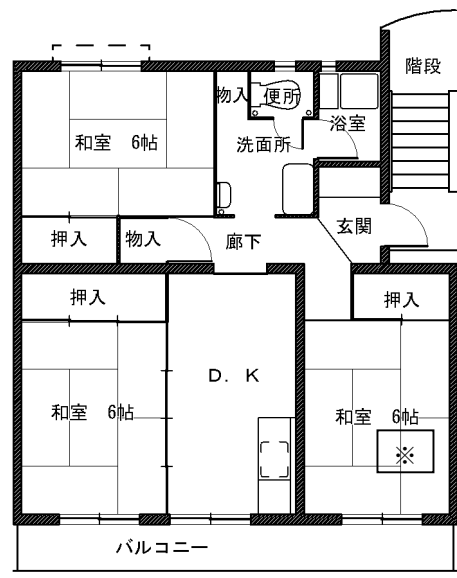 階段
物入
便所
浴室
和室 6帖
洗面所
玄関
押入
物入
廊下
押入
押入
D. K
和室 6帖
和室 6帖
※
バルコニー